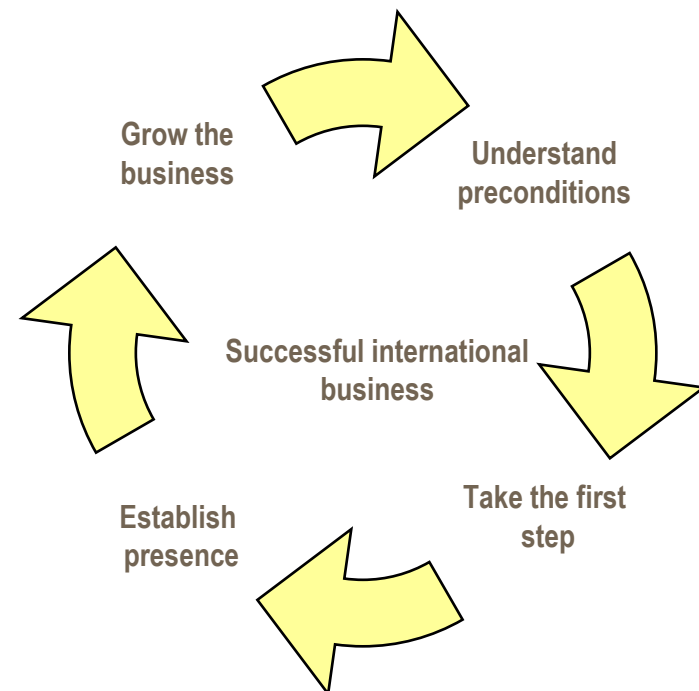 Grow the
business
Understand
preconditions
Successful international
business
Take the first
step
Establish
presence